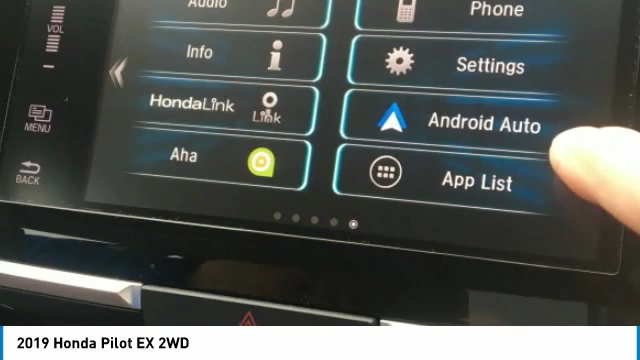 Audio
Phone
VOL
Info
Settings
HondaLink
Link
Android Auto
MENU
Aha
App List
BACK
2019 Honda Pilot EX 2WD